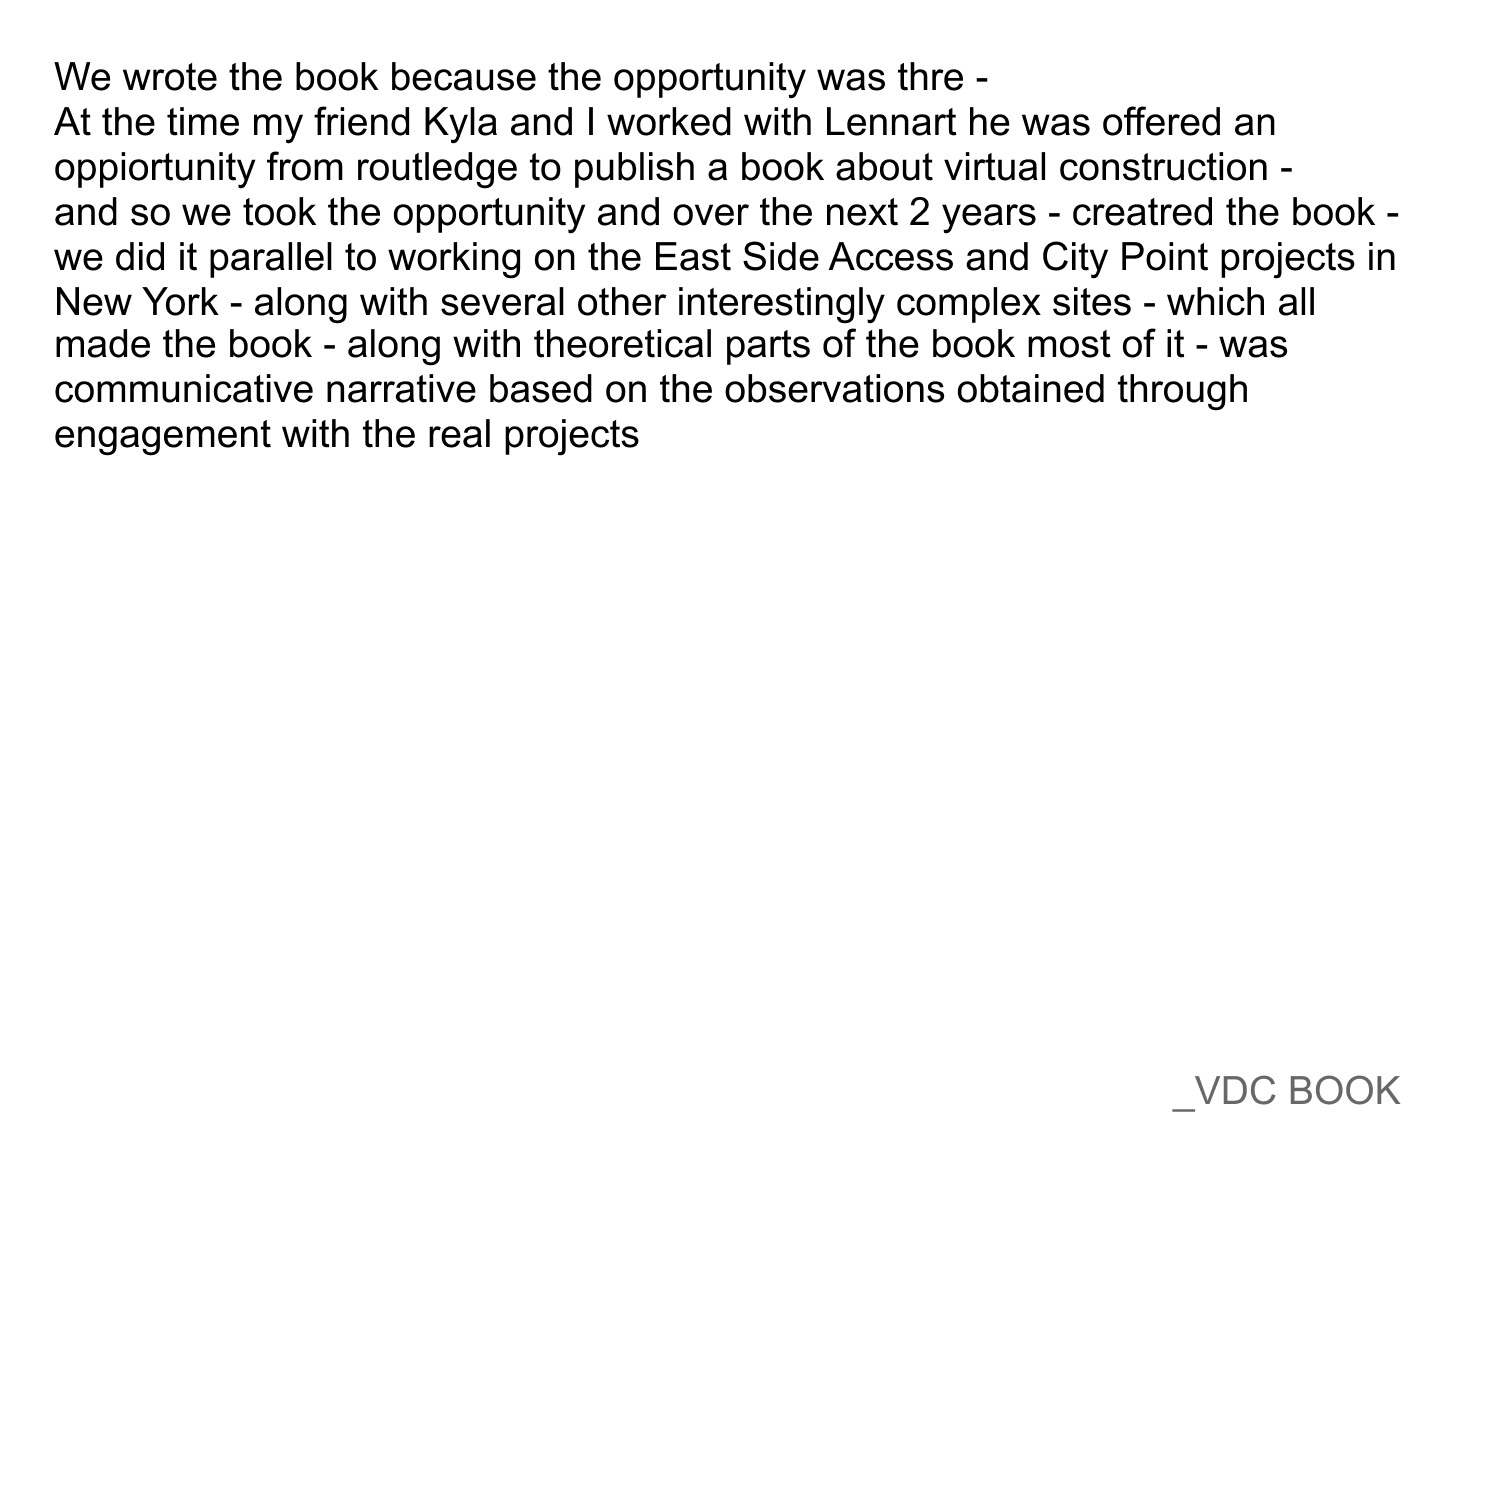 We wrote the book because the opportunity was thre -
At the time my friend Kyla and I worked with Lennart he was offered an
oppiortunity from routledge to publish a book about virtual construction -
and so we took the opportunity and over the next 2 years - creatred the book -
we did it parallel to working on the East Side Access and City Point projects in
New York - along with several other interestingly complex sites - which all
made the book - along with theoretical parts of the book most of it - was
communicative narrative based on the observations obtained through
engagement with the real projects
_VDC BOOK